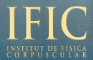 IFIC
INSTITUT DE FÍSICA
CORPUSCULAR